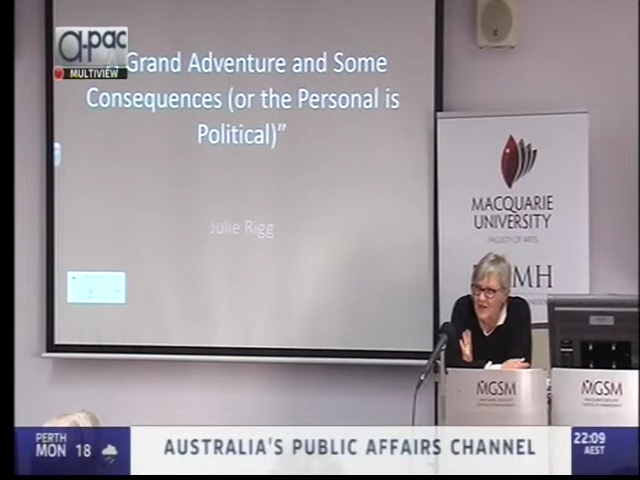 a-pac
MULTIVIEW
Grand Adventure and Some
Consequences (or the Personal is
Political)”
Julie Rigg
MACQUARIE
UNIVERSITY
FACULTY OF ARTS
MH
MGSM
MGSM
PERTH
MON 18
AUSTRALIA'S PUBLIC AFFAIRS CHANNEL
22:09
AEST